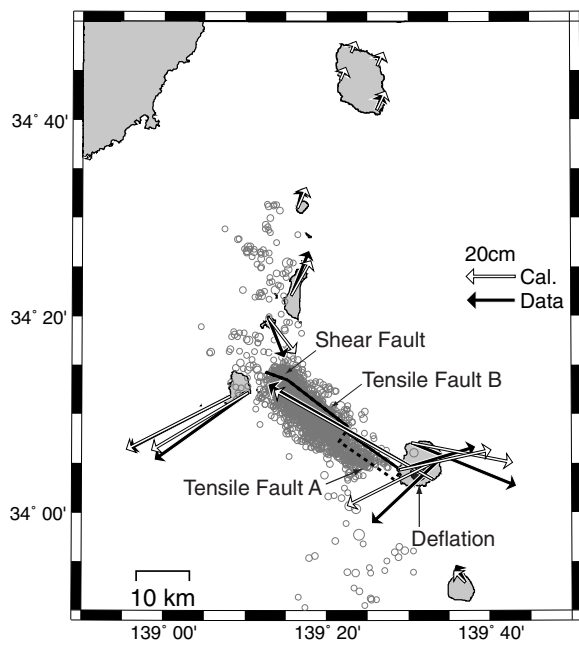 34° 40'
20cm
Cal.
Data
34° 20'
Shear Fault
Tensile Fault B
Tensile Fault A
34° 00'
Deflation
10 km
139° 00'
139° 20'
139° 40'